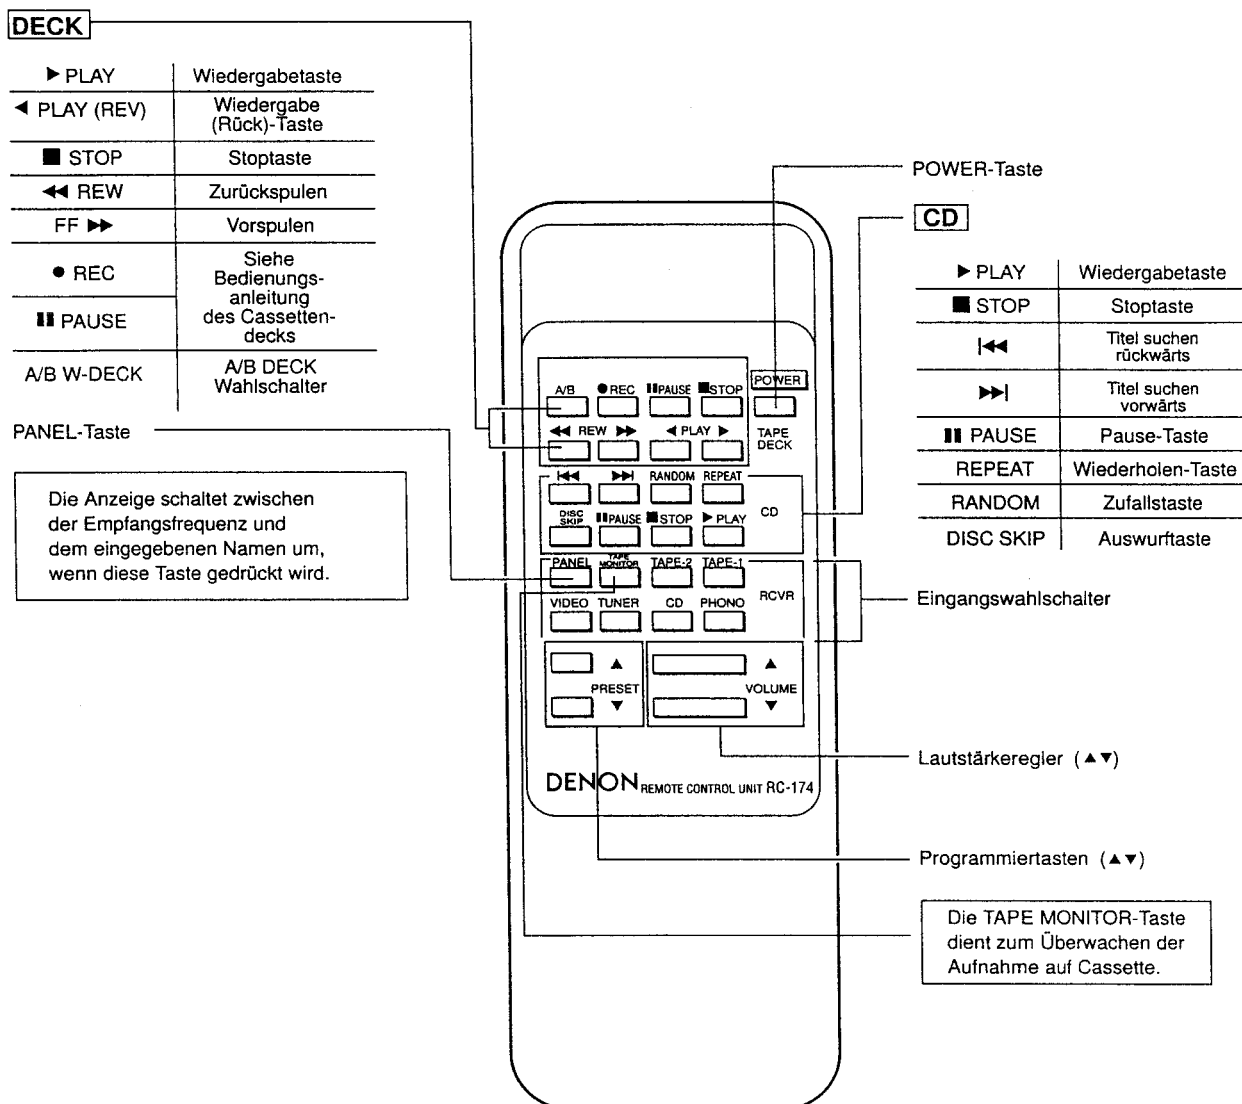 DECK
▶ PLAY Wiedergabetaste
◀ PLAY (REV) Wiedergabe
(Rück)-Taste
■ STOP Stoptaste
◀◀ REW Zurückspulen
FF ▶▶ Vorspulen
● REC Siehe
Bedienungs-
anleitung
des Cassetten-
decks
▮▮ PAUSE
A/B W-DECK A/B DECK
Wahlschalter
PANEL-Taste
Die Anzeige schaltet zwischen
der Empfangsfrequenz und
dem eingegebenen Namen um,
wenn diese Taste gedrückt wird.
A/B ● REC ▮▮ PAUSE ■ STOP POWER
◀◀ REW ▶▶ ◀ PLAY ▶ TAPE
DECK
|◀◀ ▶▶| RANDOM REPEAT
DISC
SKIP ▮▮ PAUSE ■ STOP ▶ PLAY CD
PANEL TAPE
MONITOR TAPE-2 TAPE-1
RCVR
VIDEO TUNER CD PHONO
▲ ▲
PRESET VOLUME
▼ ▼
DENON REMOTE CONTROL UNIT RC-174
POWER-Taste
CD
▶ PLAY Wiedergabetaste
■ STOP Stoptaste
|◀◀ Titel suchen
rückwärts
▶▶| Titel suchen
vorwärts
▮▮ PAUSE Pause-Taste
REPEAT Wiederholen-Taste
RANDOM Zufallstaste
DISC SKIP Auswurftaste
Eingangswahlschalter
Lautstärkeregler (▲▼)
Programmiertasten (▲▼)
Die TAPE MONITOR-Taste
dient zum Überwachen der
Aufnahme auf Cassette.